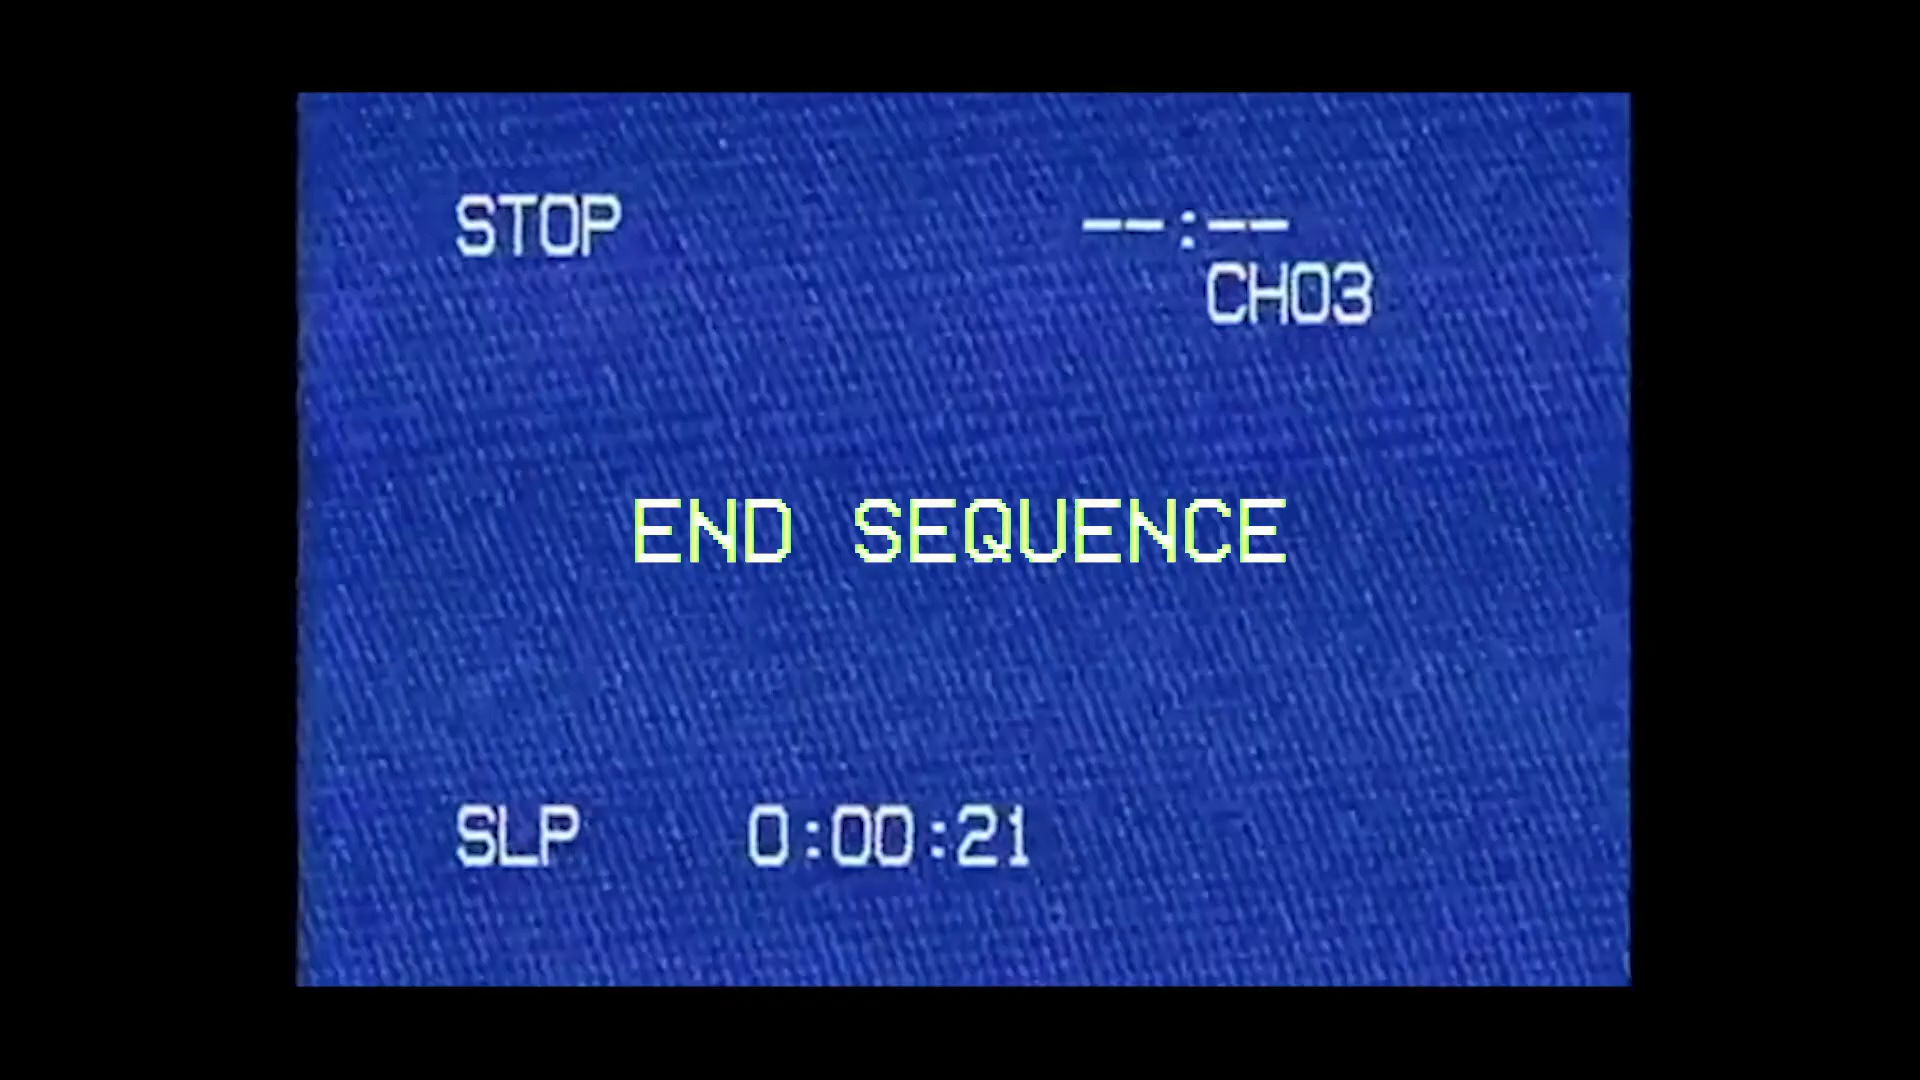 STOP --:--
CH03
END SEQUENCE
SLP 0:00:21